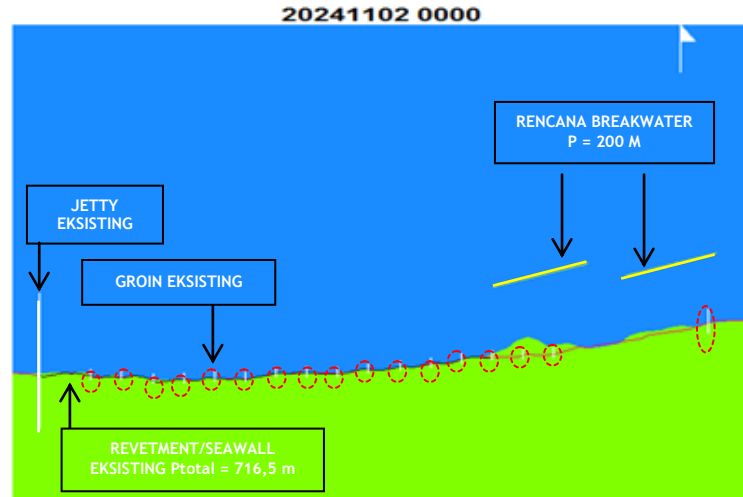 20241102 0000
RENCANA BREAKWATER
P = 200 M
JETTY
EKSISTING
GROIN EKSISTING
REVETMENT/SEAWALL
EKSISTING Ptotal = 716,5 m